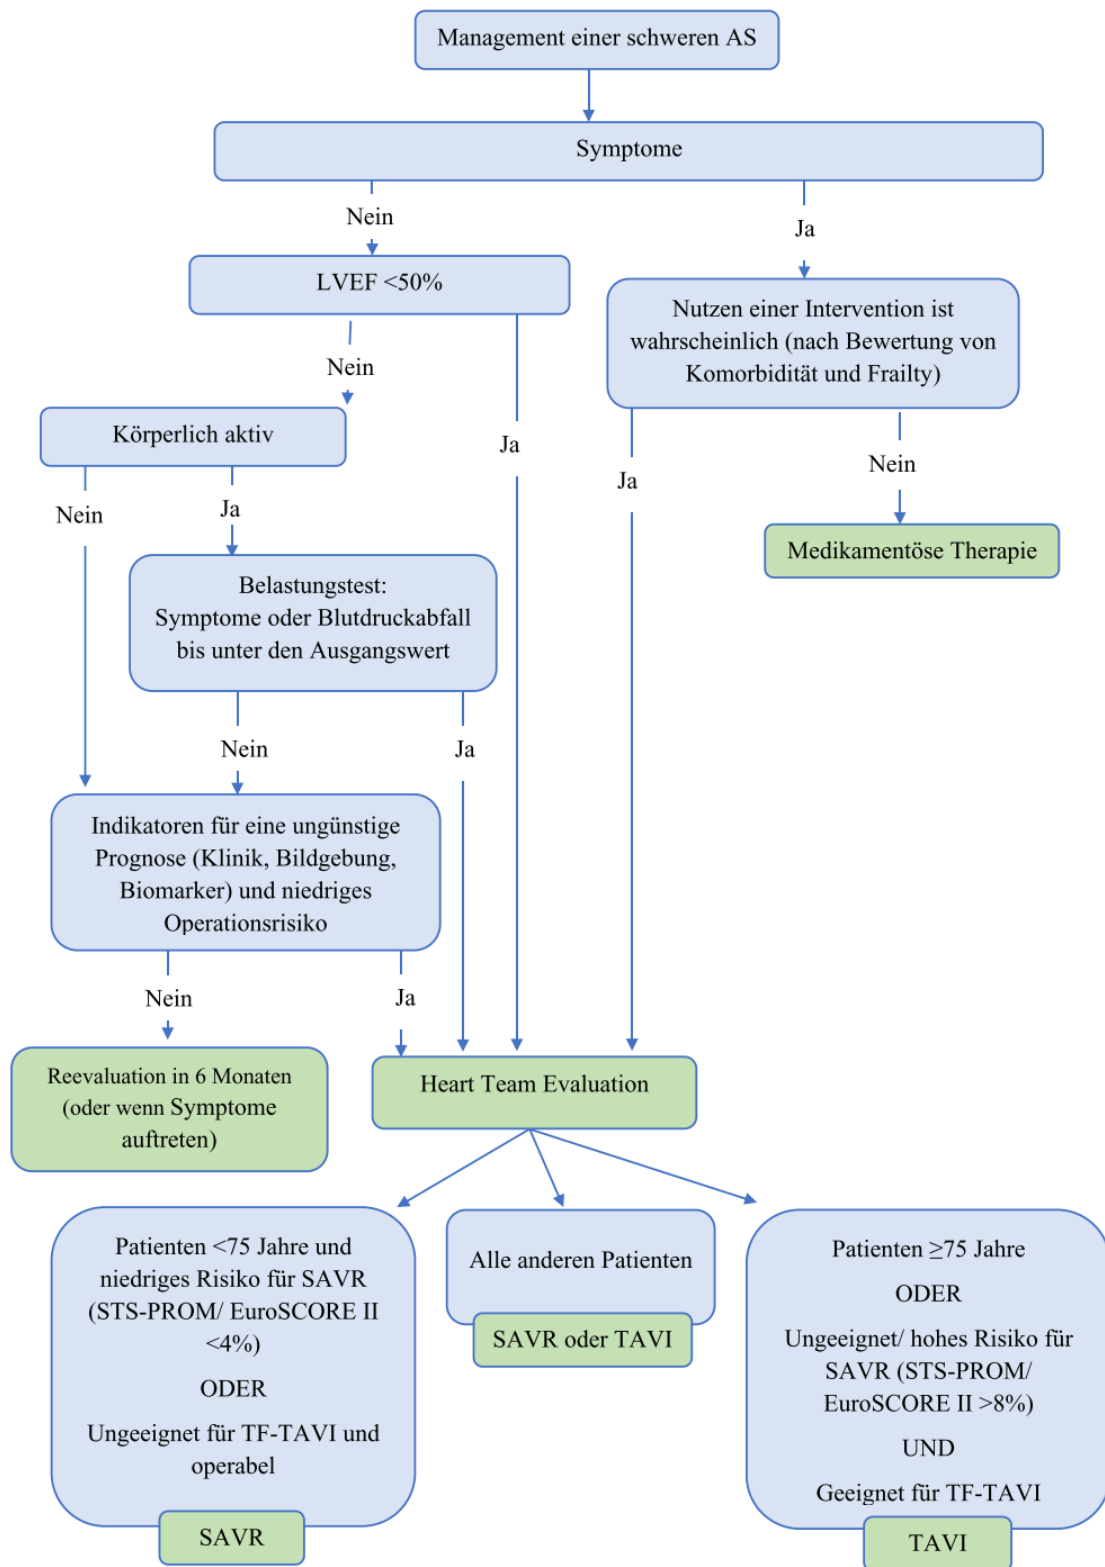 Management einer schweren AS
Symptome
Nein
Ja
LVEF <50%
Nutzen einer Intervention ist
wahrscheinlich (nach Bewertung von
Komorbidität und Frailty)
Nein
Körperlich aktiv
Ja
Ja
Nein
Nein
Ja
Medikamentöse Therapie
Belastungstest:
Symptome oder Blutdruckabfall
bis unter den Ausgangswert
Nein
Ja
Indikatoren für eine ungünstige
Prognose (Klinik, Bildgebung,
Biomarker) und niedriges
Operationsrisiko
Nein
Ja
Reevaluation in 6 Monaten
(oder wenn Symptome
auftreten)
Heart Team Evaluation
Patienten <75 Jahre und
niedriges Risiko für SAVR
(STS-PROM/ EuroSCORE II
<4%)
ODER
Ungeeignet für TF-TAVI und
operabel
SAVR
Alle anderen Patienten
SAVR oder TAVI
Patienten ≥75 Jahre
ODER
Ungeeignet/ hohes Risiko für
SAVR (STS-PROM/
EuroSCORE II >8%)
UND
Geeignet für TF-TAVI
TAVI